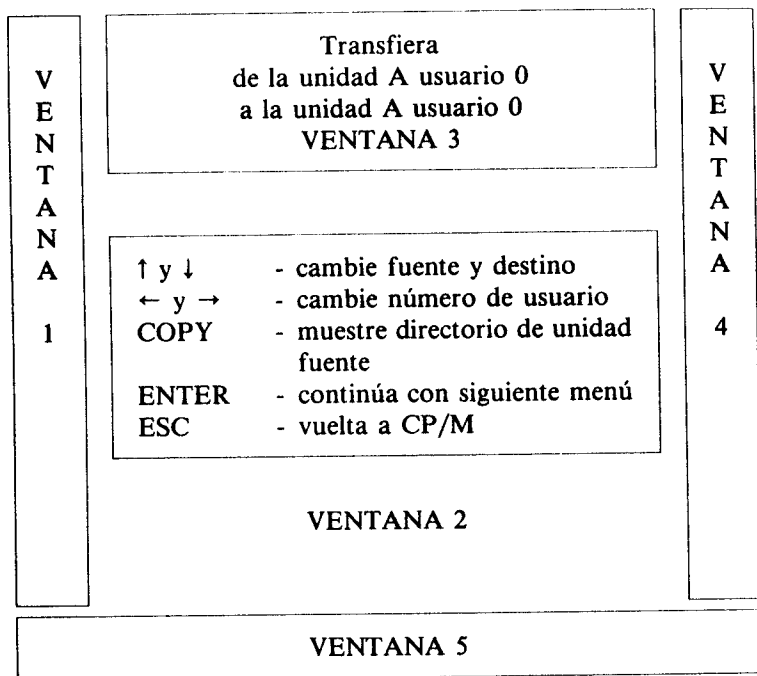 VENTANA 1
Transfiera
de la unidad A usuario 0
a la unidad A usuario 0
VENTANA 3
↑ y ↓ - cambie fuente y destino
← y → - cambie número de usuario
COPY - muestre directorio de unidad
fuente
ENTER - continúa con siguiente menú
ESC - vuelta a CP/M
VENTANA 2
VENTANA 4
VENTANA 5